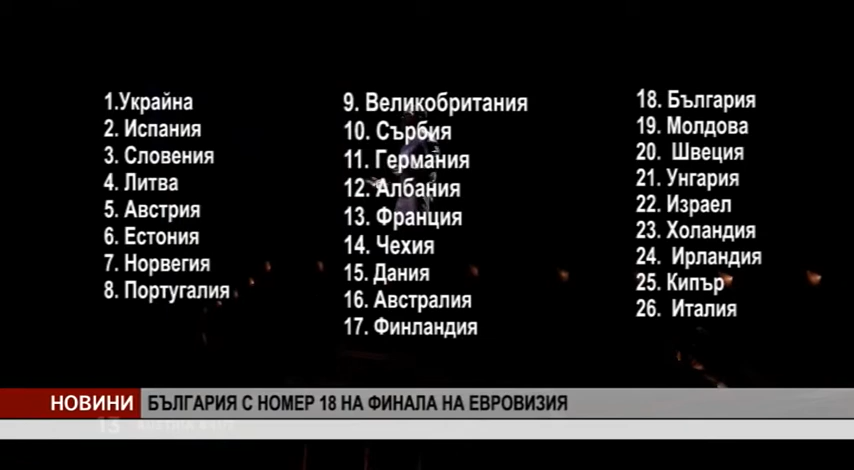 1.Украйна
2. Испания
3. Словения
4. Литва
5. Австрия
6. Естония
7. Норвегия
8. Португалия
9. Великобритания
10. Сърбия
11. Германия
12. Албания
13. Франция
14. Чехия
15. Дания
16. Австралия
17. Финландия
18. България
19. Молдова
20. Швеция
21. Унгария
22. Израел
23. Холандия
24. Ирландия
25. Кипър
26. Италия
НОВИНИ
БЪЛГАРИЯ С НОМЕР 18 НА ФИНАЛА НА ЕВРОВИЗИЯ